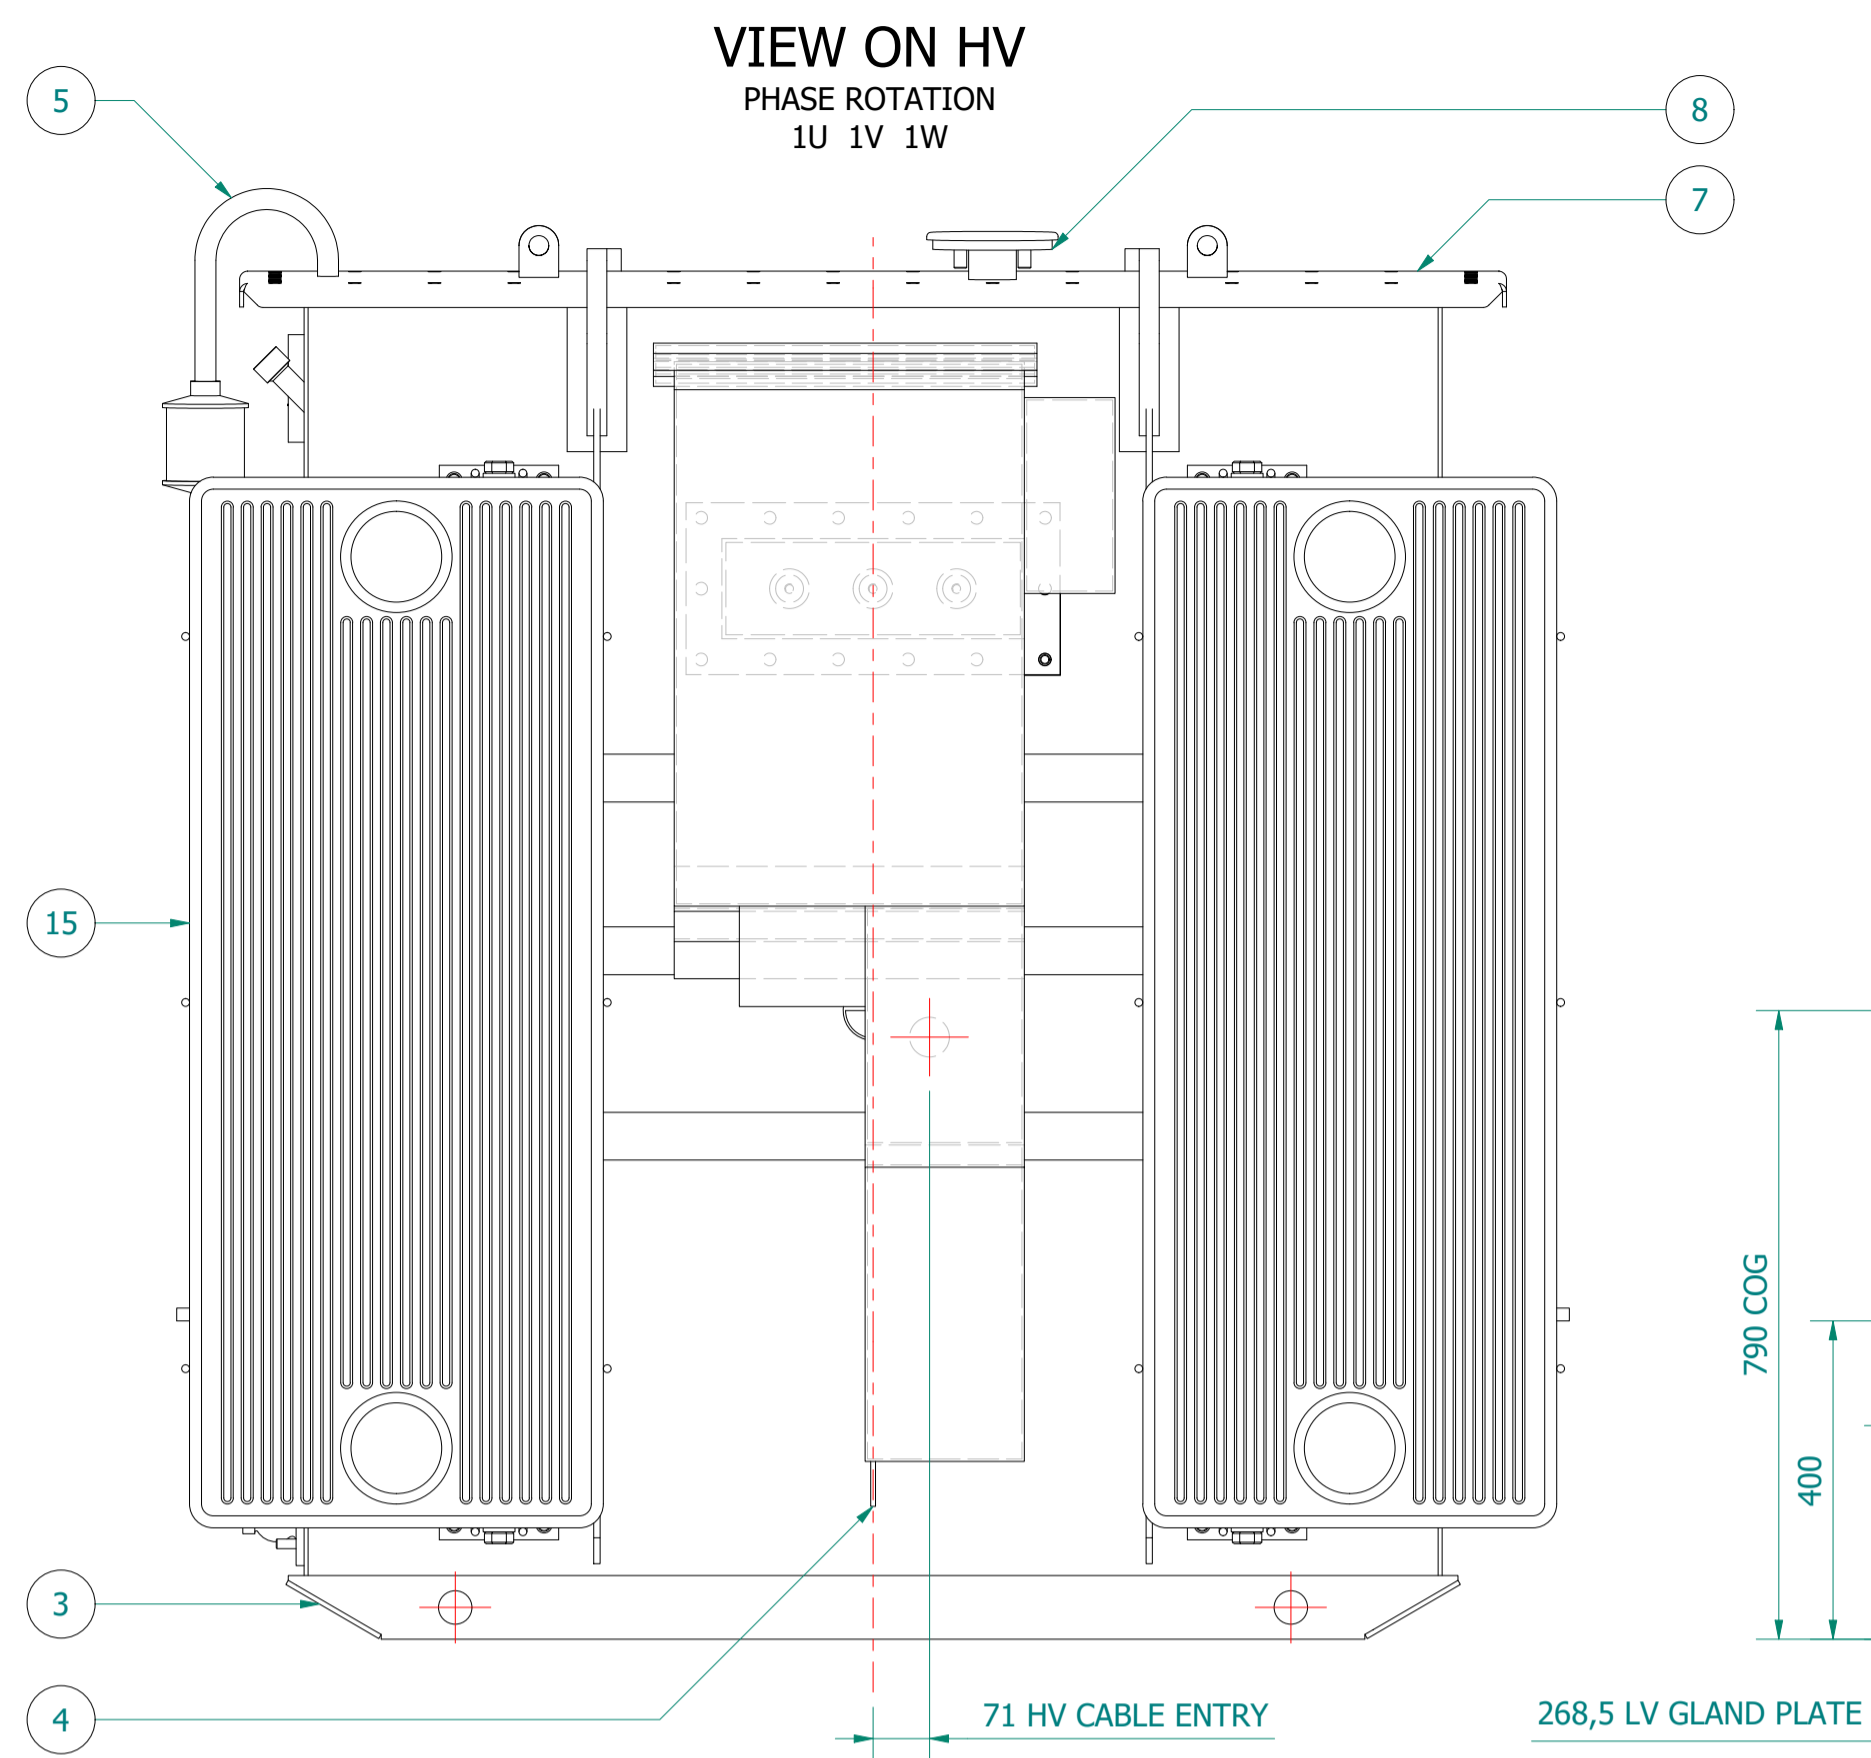 VIEW ON HV
PHASE ROTATION
1U 1V 1W
5
8
7
15
790 COG
400
3
4
71 HV CABLE ENTRY
268,5 LV GLAND PLATE